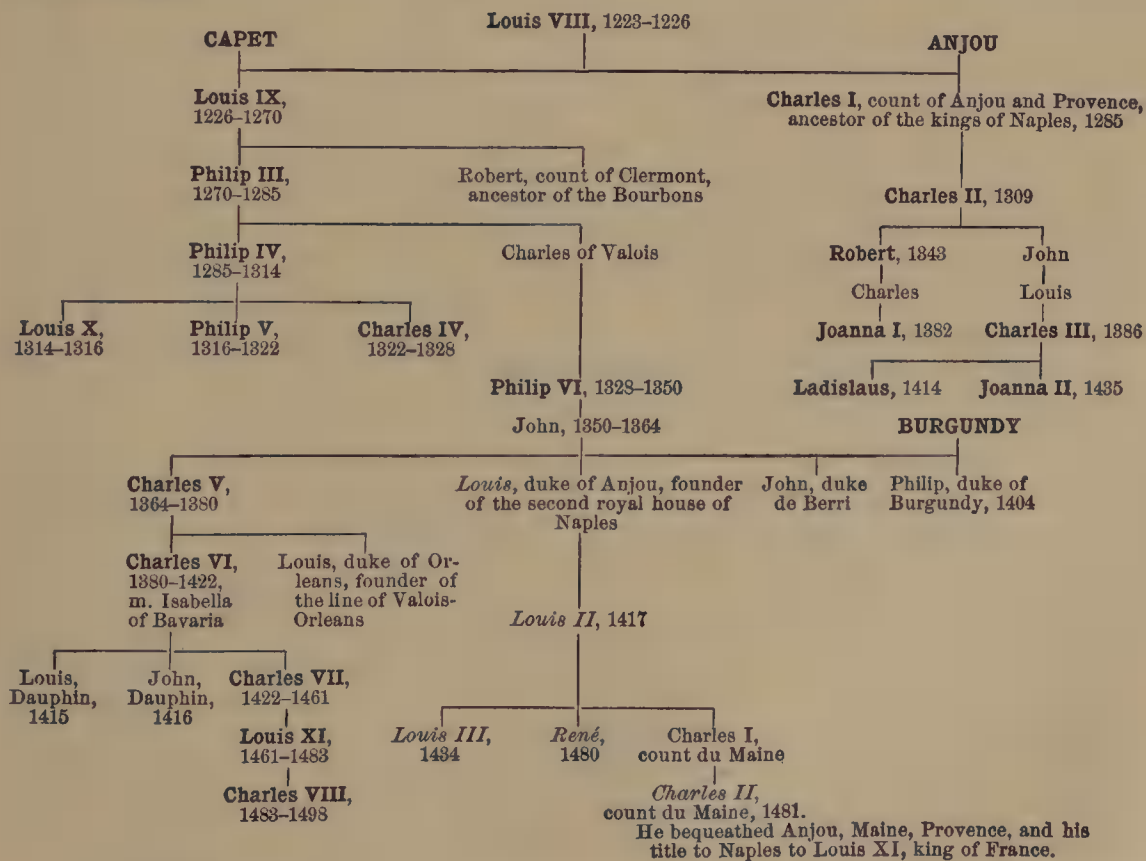 Louis VIII, 1223–1226
CAPET
ANJOU
Louis IX,
1226–1270
Charles I, count of Anjou and Provence,
ancestor of the kings of Naples, 1285
Philip III,
1270–1285
Robert, count of Clermont,
ancestor of the Bourbons
Charles II, 1309
Philip IV,
1285–1314
Charles of Valois
Robert, 1343
John
Charles
Louis
Louis X,
1314–1316
Philip V,
1316–1322
Charles IV,
1322–1328
Joanna I, 1382
Charles III, 1386
Philip VI, 1328–1350
Ladislaus, 1414
Joanna II, 1435
John, 1350–1364
BURGUNDY
Charles V,
1364–1380
Louis, duke of Anjou, founder
of the second royal house of
Naples
John, duke
de Berri
Philip, duke of
Burgundy, 1404
Charles VI,
1380–1422,
m. Isabella
of Bavaria
Louis, duke of Or-
leans, founder of
the line of Valois-
Orleans
Louis II, 1417
Louis,
Dauphin,
1415
John,
Dauphin,
1416
Charles VII,
1422–1461
Louis XI,
1461–1483
Louis III,
1434
René,
1480
Charles I,
count du Maine
Charles VIII,
1483–1498
Charles II,
count du Maine, 1481.
He bequeathed Anjou, Maine, Provence, and his
title to Naples to Louis XI, king of France.